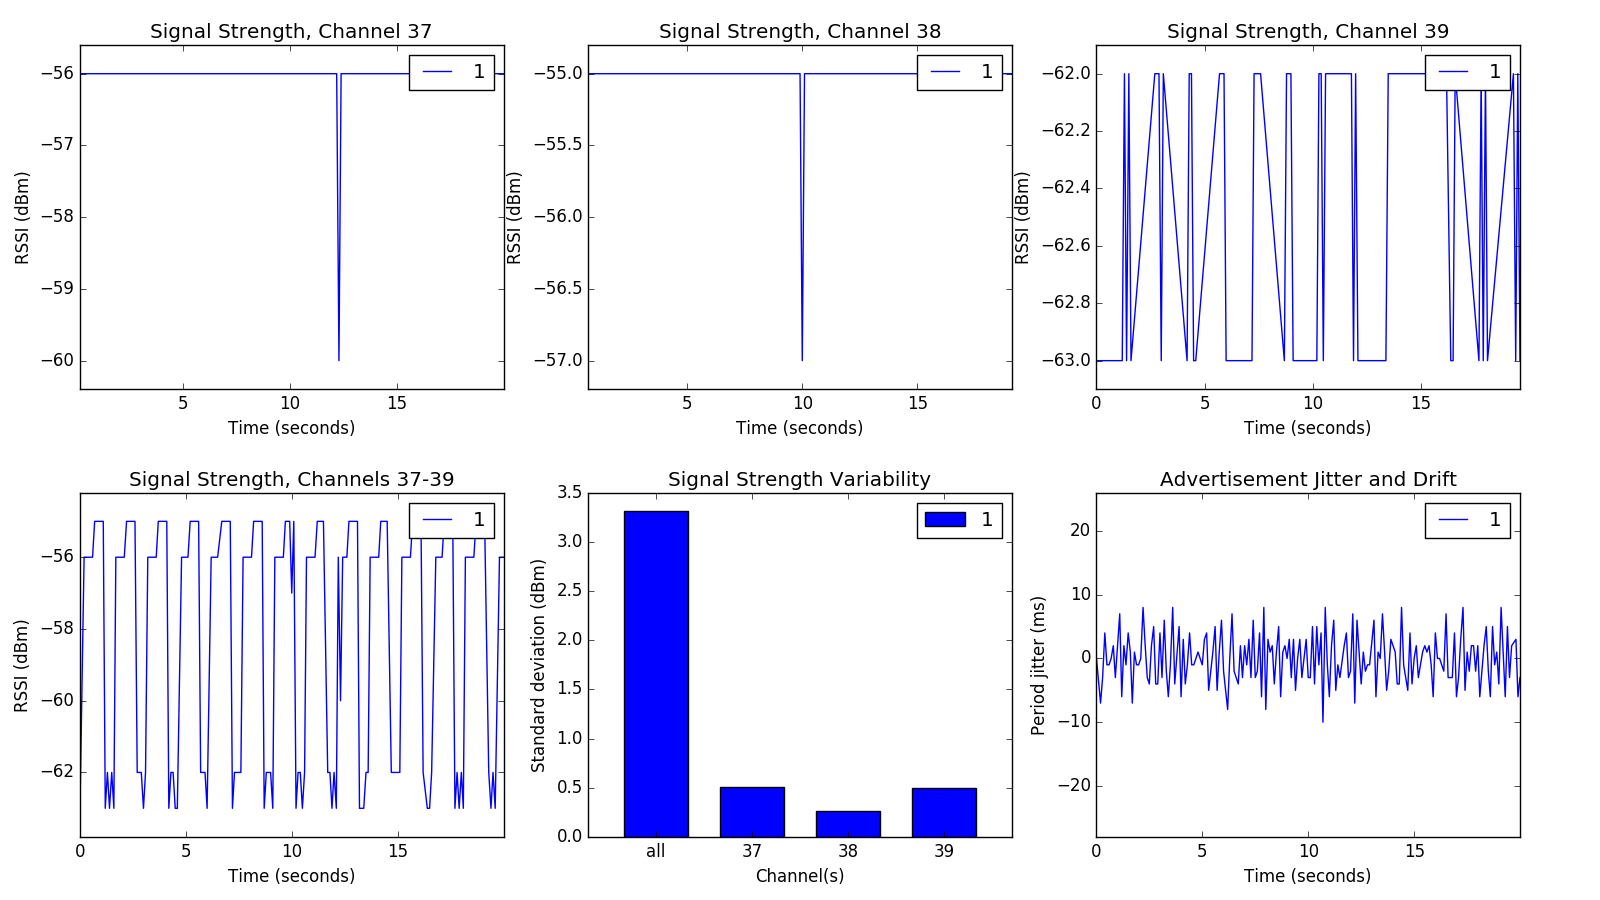 Signal Strength, Channel 37
1
−56
−57
−58
−59
−60
RSSI (dBm)
5 10 15
Time (seconds)
Signal Strength, Channel 38
1
−55.0
−55.5
−56.0
−56.5
−57.0
RSSI (dBm)
5 10 15
Time (seconds)
Signal Strength, Channel 39
1
−62.0
−62.2
−62.4
−62.6
−62.8
−63.0
RSSI (dBm)
0 5 10 15
Time (seconds)
Signal Strength, Channels 37-39
1
−56
−58
−60
−62
RSSI (dBm)
0 5 10 15
Time (seconds)
Signal Strength Variability
1
3.5
3.0
2.5
2.0
1.5
1.0
0.5
0.0
Standard deviation (dBm)
all 37 38 39
Channel(s)
Advertisement Jitter and Drift
1
20
10
0
−10
−20
Period jitter (ms)
0 5 10 15
Time (seconds)